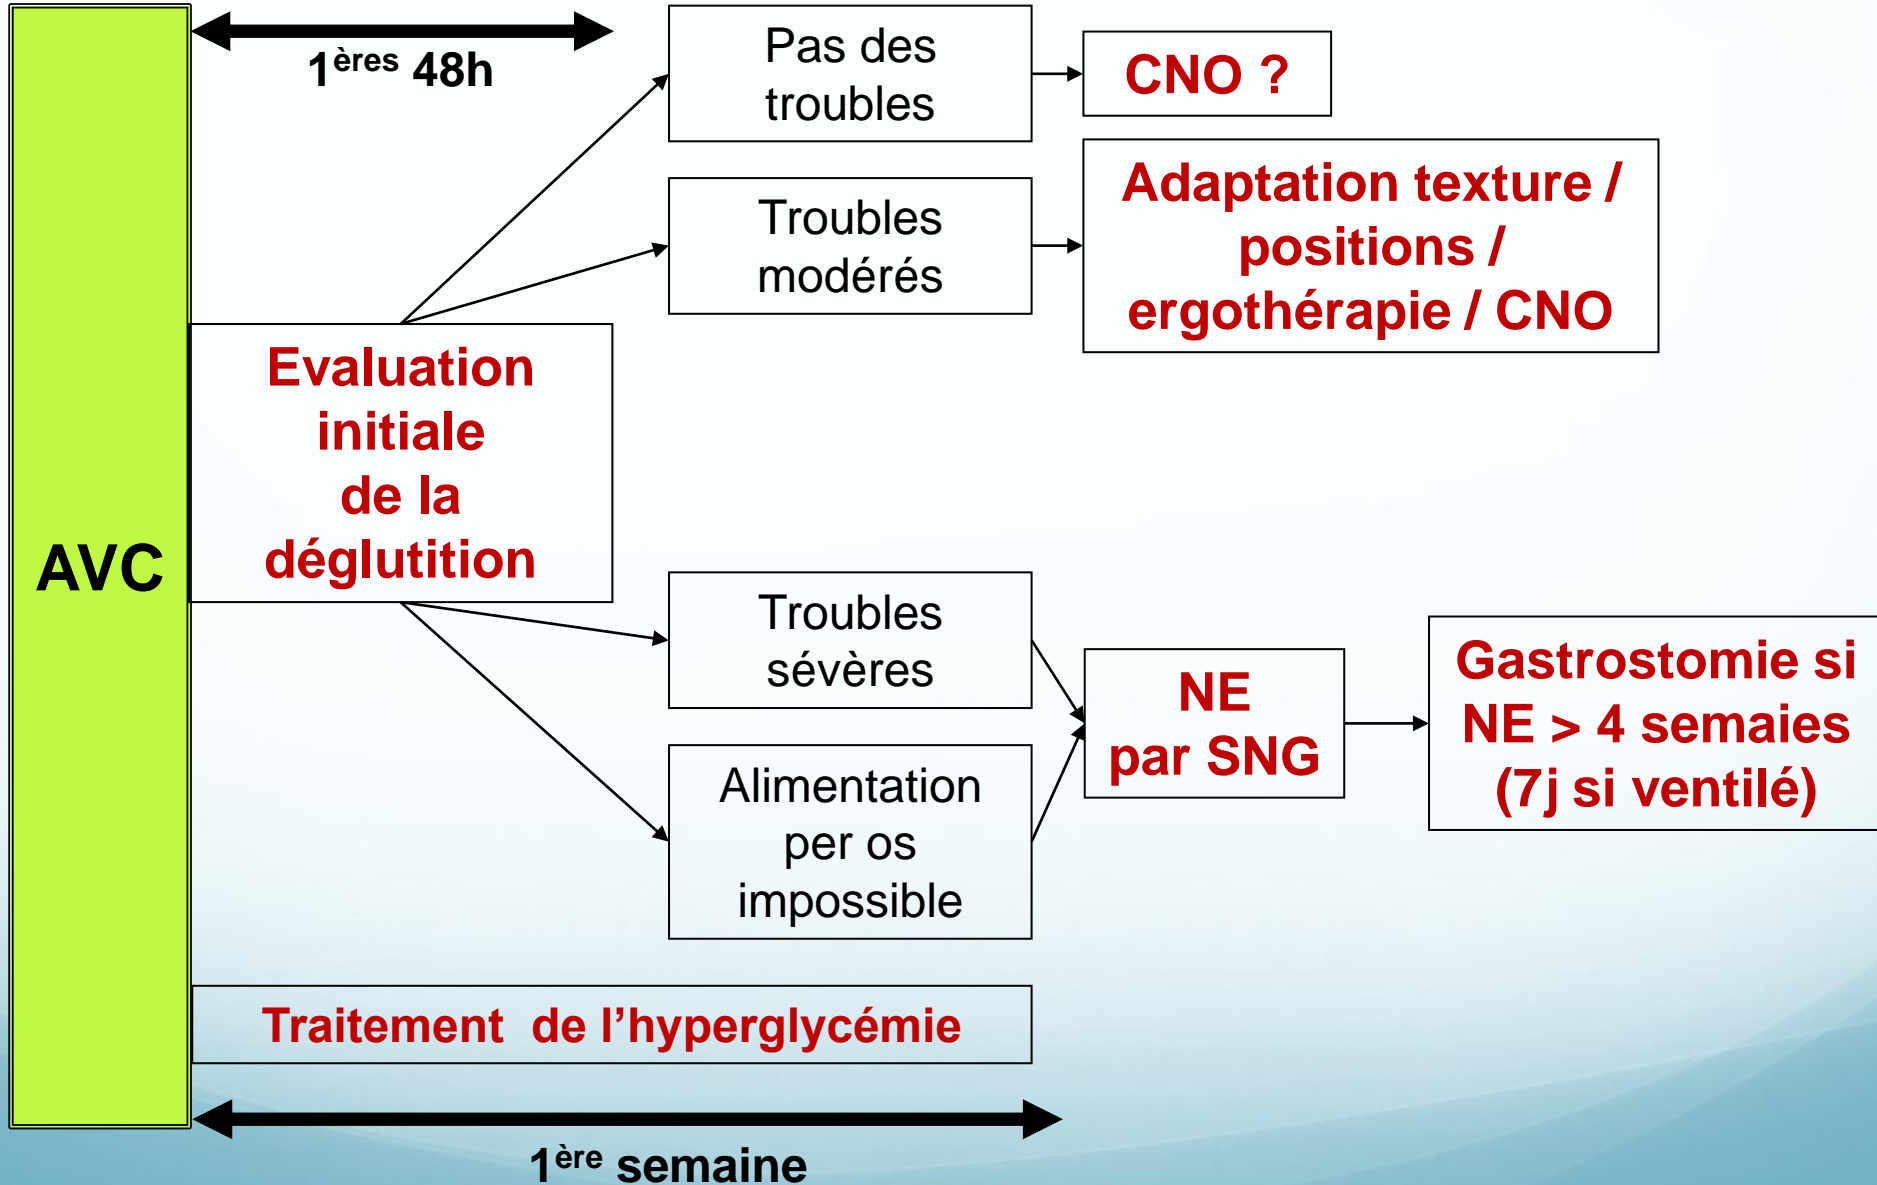 AVC
1ères 48h
Evaluation
initiale
de la
déglutition
Pas des
troubles
CNO ?
Troubles
modérés
Adaptation texture /
positions /
ergothérapie / CNO
Troubles
sévères
Alimentation
per os
impossible
NE
par SNG
Gastrostomie si
NE > 4 semaies
(7j si ventilé)
Traitement de l’hyperglycémie
1ère semaine